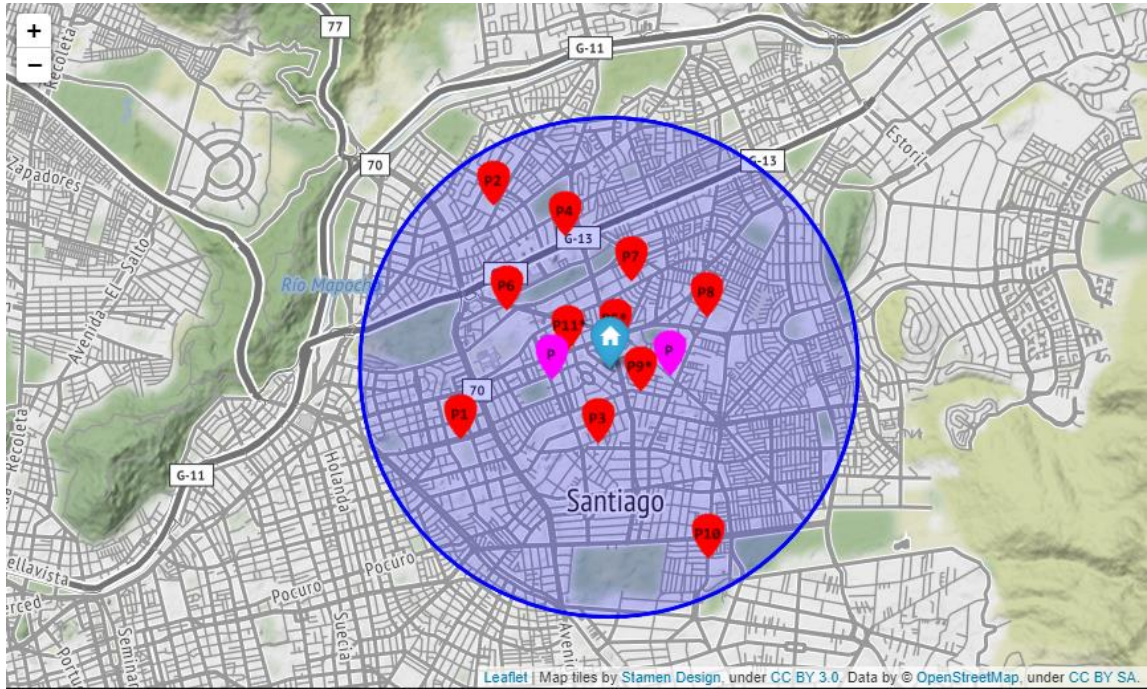 +
−
Recoleta
77
G-11
Zapadores
70
Estoril
G-13
P2
P4
G-13
Avenida El Salto
Río Mapocho
P7
P6
P8
P11*
P
P9*
P
70
P1
P3
Recoleta
G-11
Holanda
Santiago
P10
Pocuro
Pocuro
Suecia
Leaflet | Map tiles by Stamen Design, under CC BY 3.0. Data by © OpenStreetMap, under CC BY SA.